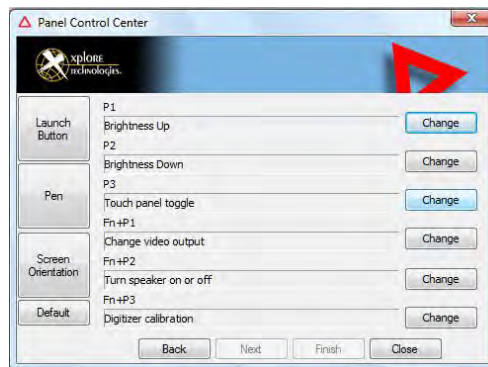 Panel Control Center
xplore
technologies.
Launch
Button
Pen
Screen
Orientation
Default
P1
Brightness Up
Change
P2
Brightness Down
Change
P3
Touch panel toggle
Change
Fn+P1
Change video output
Change
Fn+P2
Turn speaker on or off
Change
Fn+P3
Digitizer calibration
Change
Back
Next
Finish
Close